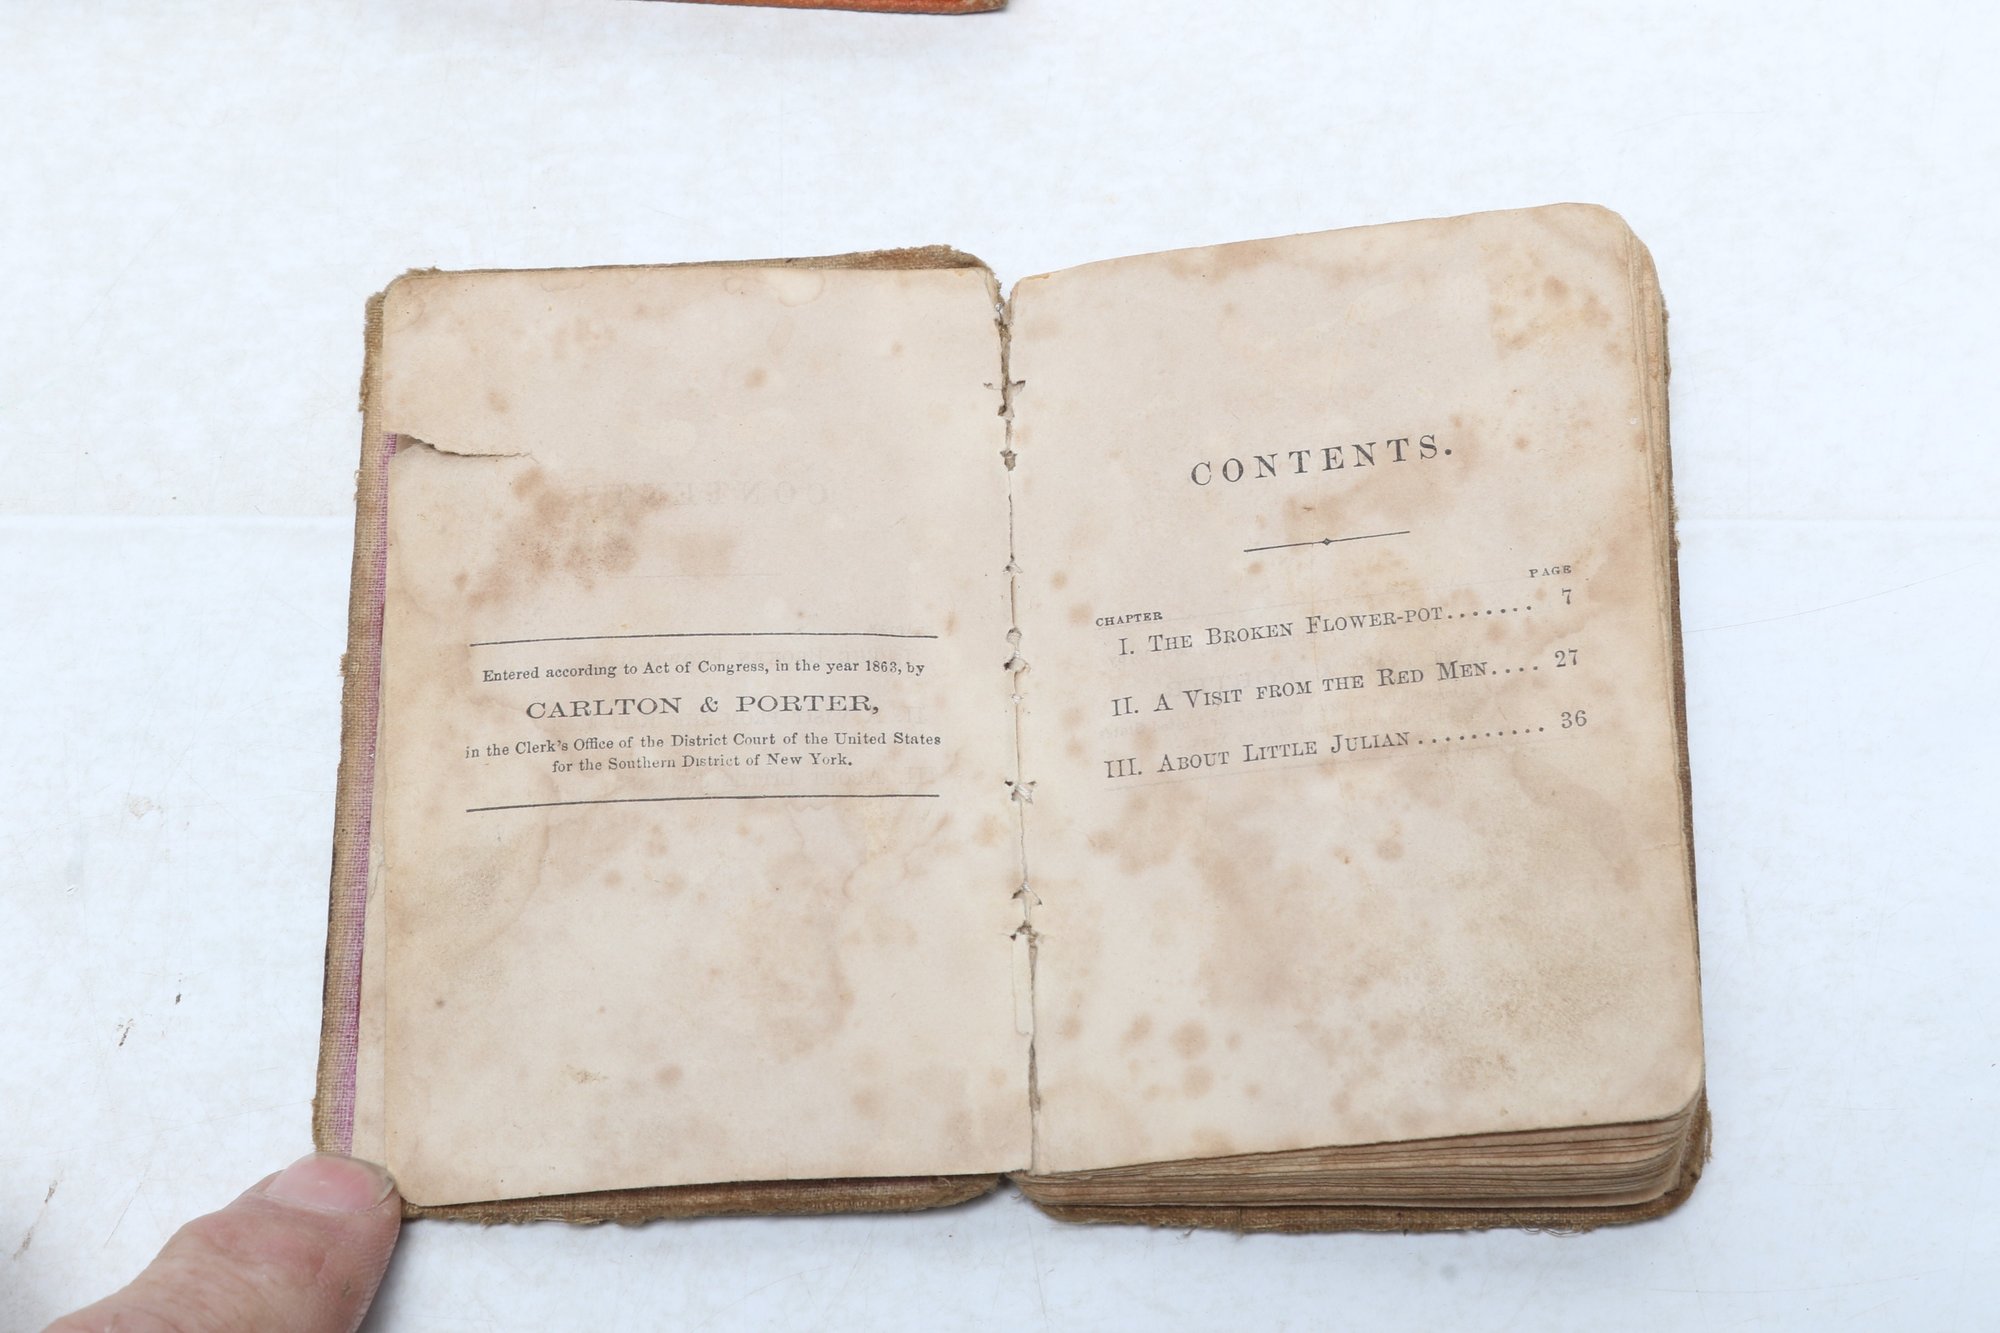 Entered according to Act of Congress, in the year 1863, by
CARLTON & PORTER,
in the Clerk's Office of the District Court of the United States
for the Southern District of New York.
CONTENTS.
CHAPTER PAGE
I. THE BROKEN FLOWER-POT....... 7
II. A VISIT FROM THE RED MEN.... 27
III. ABOUT LITTLE JULIAN.......... 36